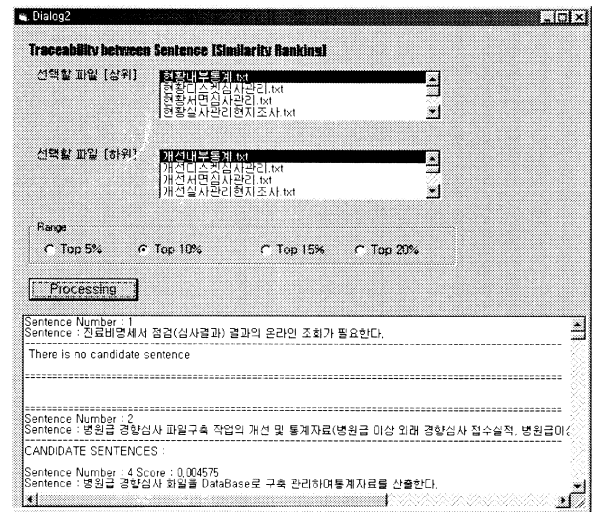 Dialog2
Traceability between Sentence [Similarity Ranking]
선택할 파일 [상위]
현황내부통계.txt
현황디스켓심사관리.txt
현황서면심사관리.txt
현황실사관리현지조사.txt
선택할 파일 [하위]
개선내부통계.txt
개선디스켓심사관리.txt
개선서면심사관리.txt
개선실사관리현지조사.txt
Range
Top 5% Top 10% Top 15% Top 20%
Processing
Sentence Number : 1
Sentence : 진료비명세서 점검(심사결과) 결과의 온라인 조회가 필요한다.
There is no candidate sentence
Sentence Number : 2
Sentence : 병원급 경향심사 파일구축 작업의 개선 및 통계자료(병원급 이상 외래 경향심사 접수실적, 병원급이
CANDIDATE SENTENCES :
Sentence Number : 4 Score : 0.004575
Sentence : 병원급 경향심사 화일을 DataBase로 구축 관리하며통계자료를 산출한다.